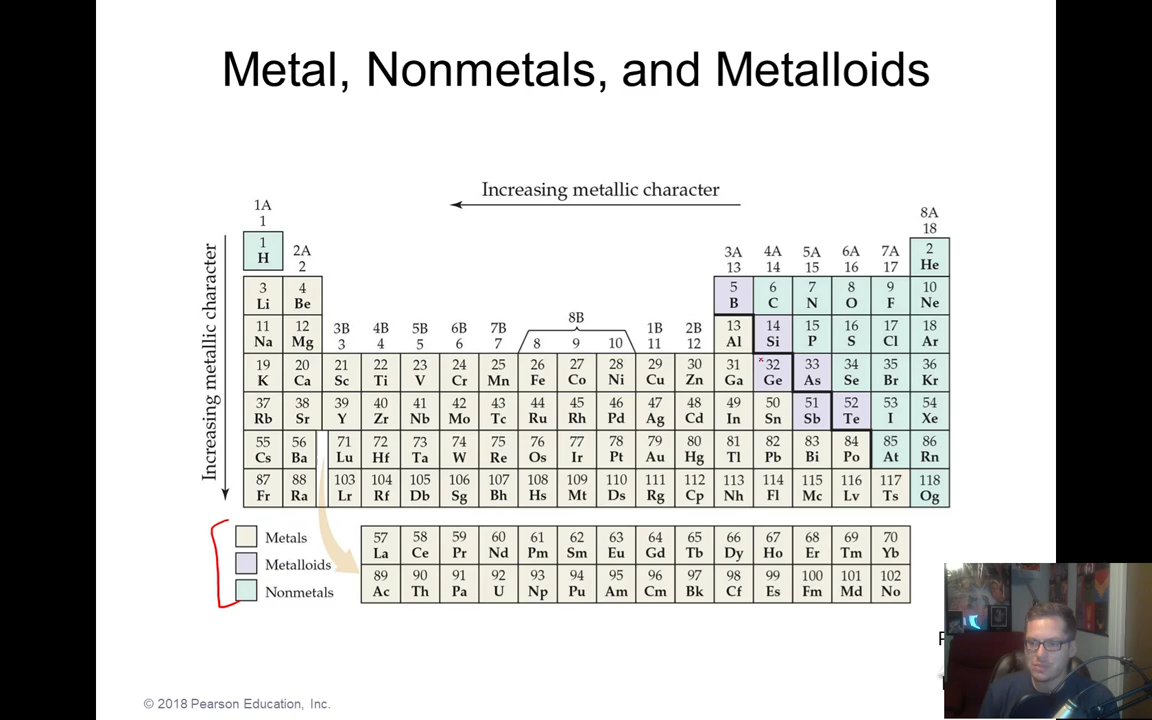 Metal, Nonmetals, and Metalloids
Increasing metallic character
1A
1
8A
18
2A
2
3A 4A 5A 6A 7A
13 14 15 16 17
8B
3B 4B 5B 6B 7B 1B 2B
3 4 5 6 7 8 9 10 11 12
Increasing metallic character
1 2
H He
3 4 5 6 7 8 9 10
Li Be B C N O F Ne
11 12 13 14 15 16 17 18
Na Mg Al Si P S Cl Ar
19 20 21 22 23 24 25 26 27 28 29 30 31 32 33 34 35 36
K Ca Sc Ti V Cr Mn Fe Co Ni Cu Zn Ga Ge As Se Br Kr
37 38 39 40 41 42 43 44 45 46 47 48 49 50 51 52 53 54
Rb Sr Y Zr Nb Mo Tc Ru Rh Pd Ag Cd In Sn Sb Te I Xe
55 56 71 72 73 74 75 76 77 78 79 80 81 82 83 84 85 86
Cs Ba Lu Hf Ta W Re Os Ir Pt Au Hg Tl Pb Bi Po At Rn
87 88 103 104 105 106 107 108 109 110 111 112 113 114 115 116 117 118
Fr Ra Lr Rf Db Sg Bh Hs Mt Ds Rg Cp Nh Fl Mc Lv Ts Og
Metals
Metalloids
Nonmetals
57 58 59 60 61 62 63 64 65 66 67 68 69 70
La Ce Pr Nd Pm Sm Eu Gd Tb Dy Ho Er Tm Yb
89 90 91 92 93 94 95 96 97 98 99 100 101 102
Ac Th Pa U Np Pu Am Cm Bk Cf Es Fm Md No
© 2018 Pearson Education, Inc.